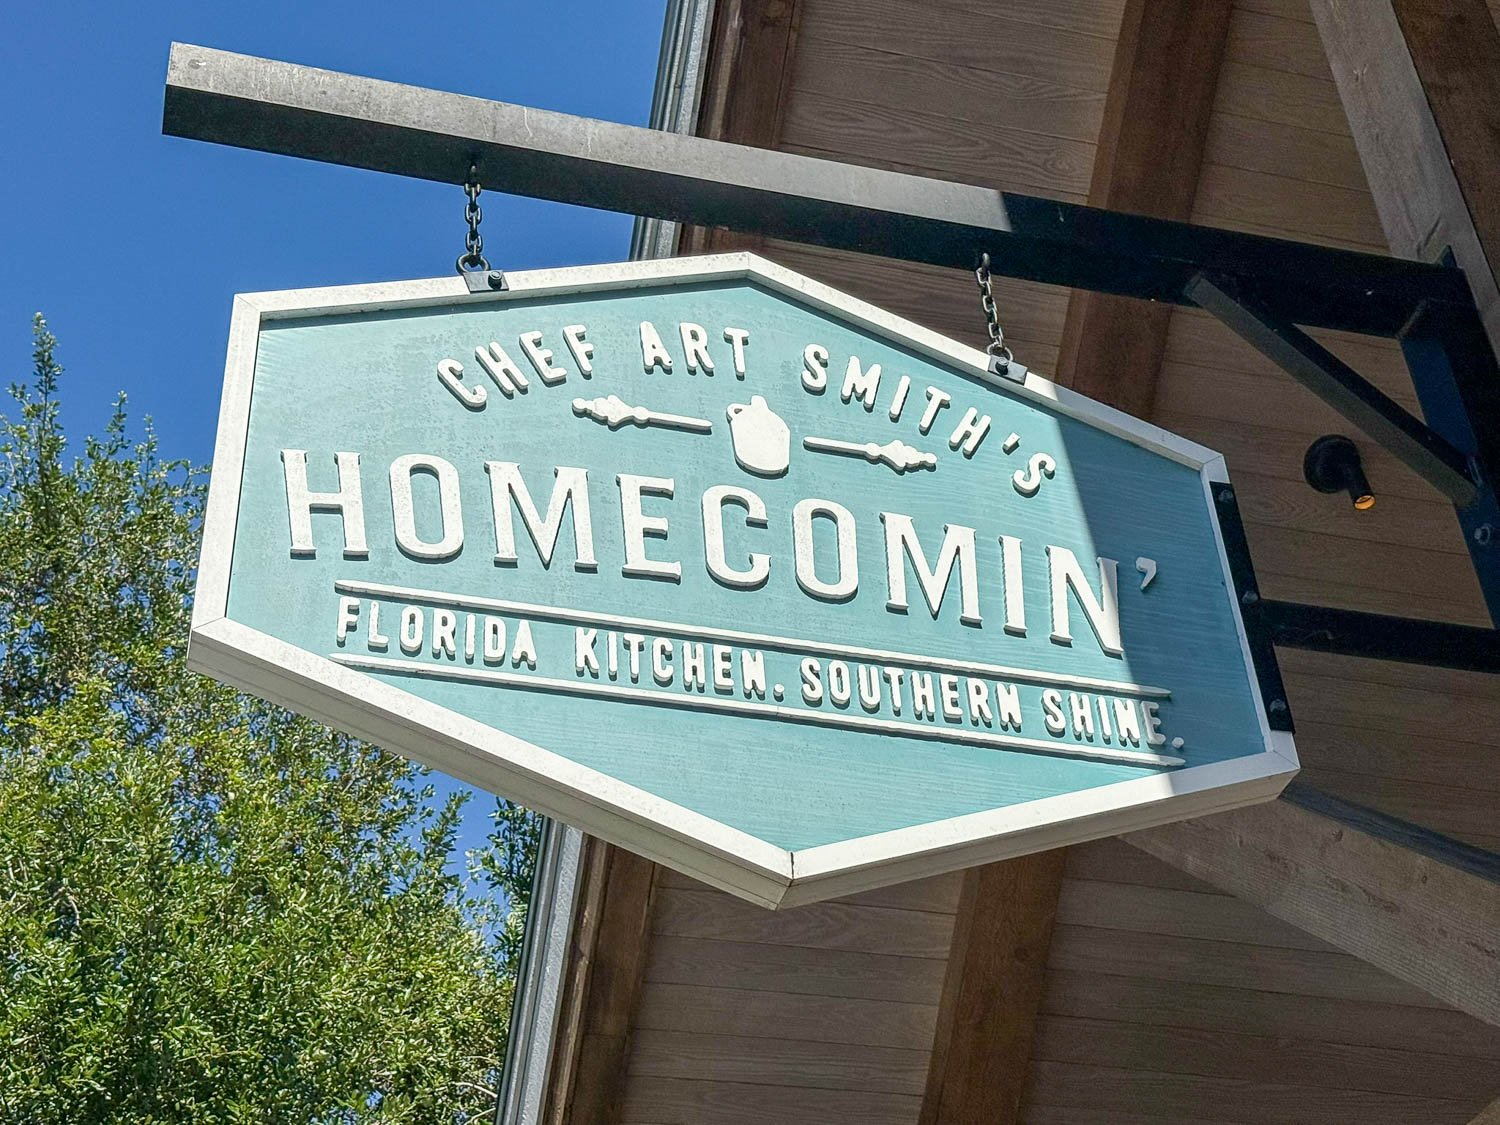 CHEF ART SMITH'S
HOMECOMIN'
FLORIDA KITCHEN. SOUTHERN SHINE.